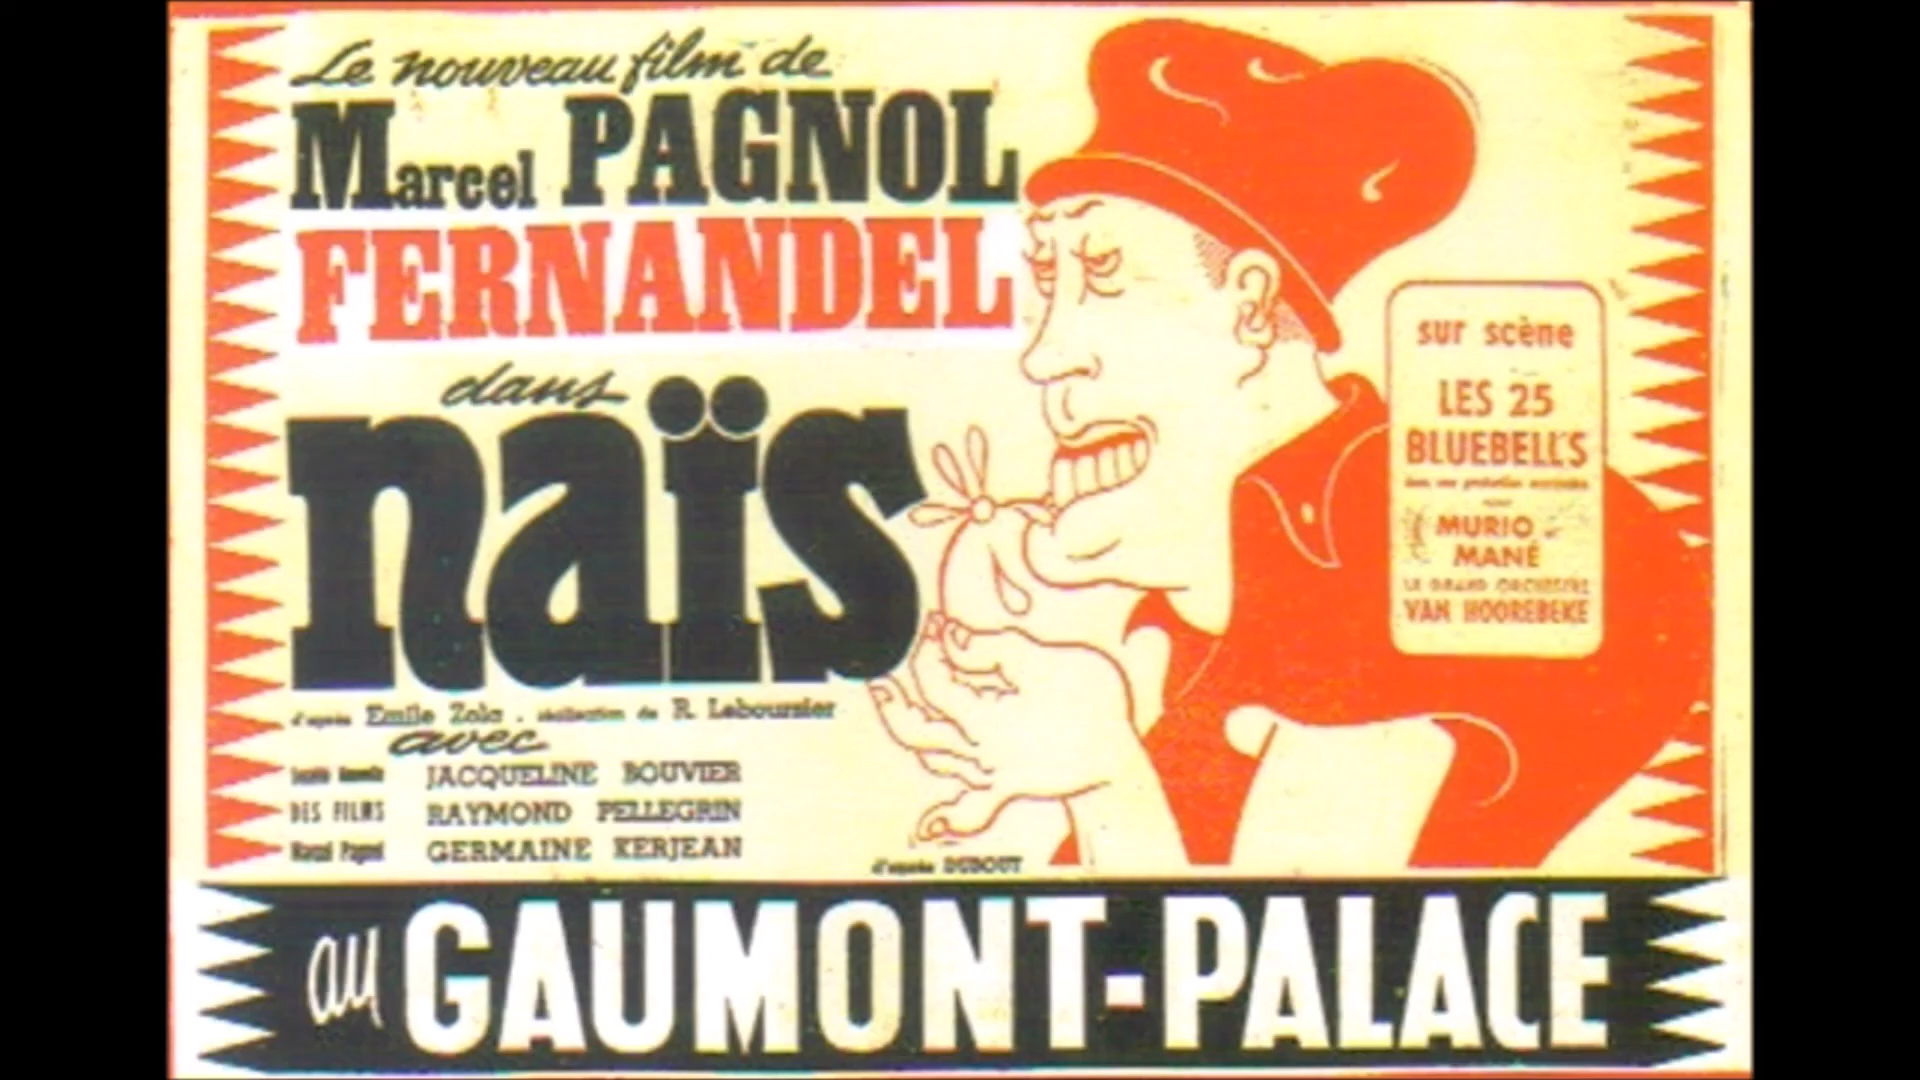 Le nouveau film de
Marcel PAGNOL
FERNANDEL
dans
naïs
d'après Emile Zola . réalisation de R. Leboursier
avec
JACQUELINE BOUVIER
DES FILMS RAYMOND PELLEGRIN
Marcel Pagnol GERMAINE KERJEAN
d'après DUBOUT
sur scène
LES 25
BLUEBELL'S
MURIO
MANÉ
LE GRAND ORCHESTRE
VAN HOOREBEKE
au GAUMONT-PALACE